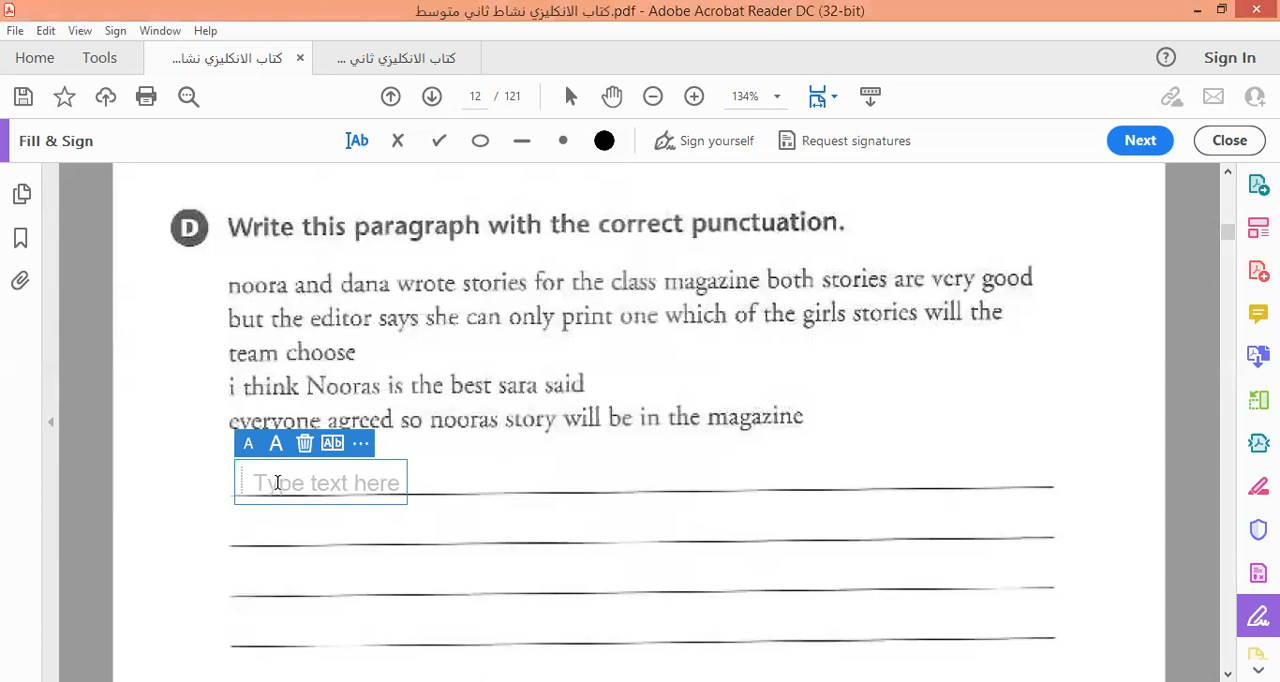 كتاب الانكليزي نشاط ثاني متوسط.pdf - Adobe Acrobat Reader DC (32-bit)
File Edit View Sign Window Help
Home Tools كتاب الانكليزي نشا... × كتاب الانكليزي ثاني ... Sign In
12 / 121 134%
Fill & Sign Ab Sign yourself Request signatures Next Close
D Write this paragraph with the correct punctuation.
noora and dana wrote stories for the class magazine both stories are very good
but the editor says she can only print one which of the girls stories will the
team choose
i think Nooras is the best sara said
everyone agreed so nooras story will be in the magazine
A A Ab ...
Type text here